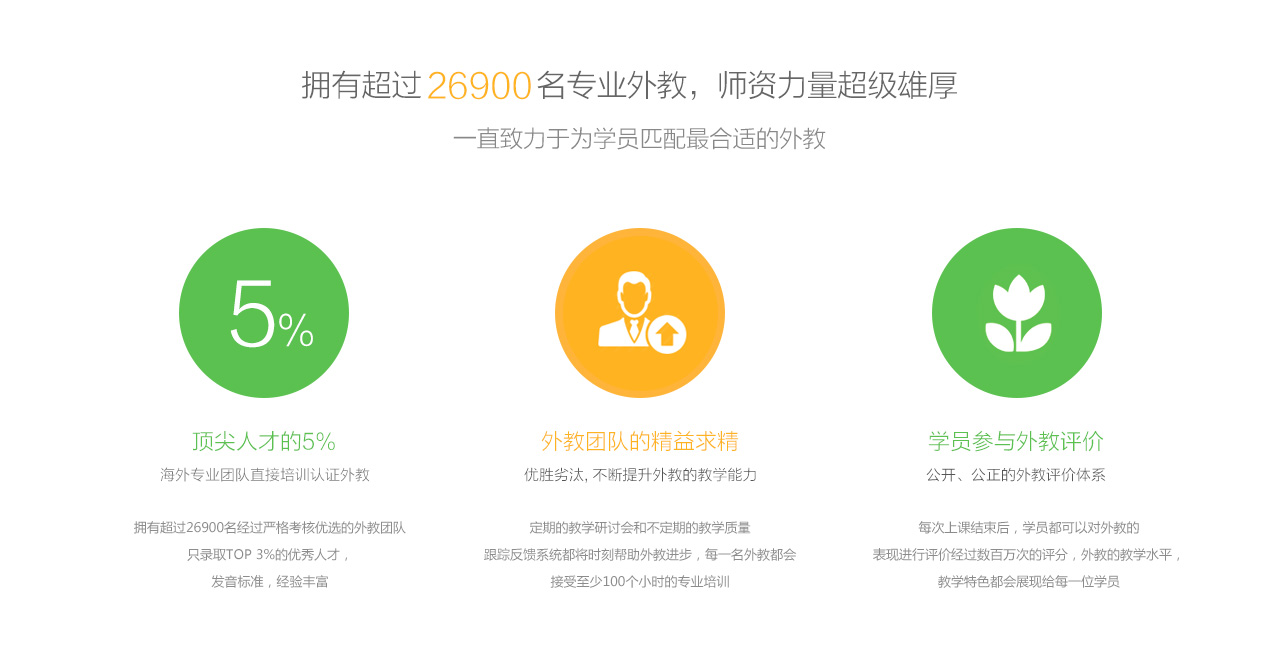 拥有超过 26900 名专业外教，师资力量超级雄厚
一直致力于为学员匹配最合适的外教
5%
顶尖人才的5%
海外专业团队直接培训认证外教
拥有超过26900名经过严格考核优选的外教团队
只录取TOP 3%的优秀人才，
发音标准，经验丰富
外教团队的精益求精
优胜劣汰, 不断提升外教的教学能力
定期的教学研讨会和不定期的教学质量
跟踪反馈系统都将时刻帮助外教进步，每一名外教都会
接受至少100个小时的专业培训
学员参与外教评价
公开、公正的外教评价体系
每次上课结束后，学员都可以对外教的
表现进行评价经过数百万次的评分，外教的教学水平，
教学特色都会展现给每一位学员